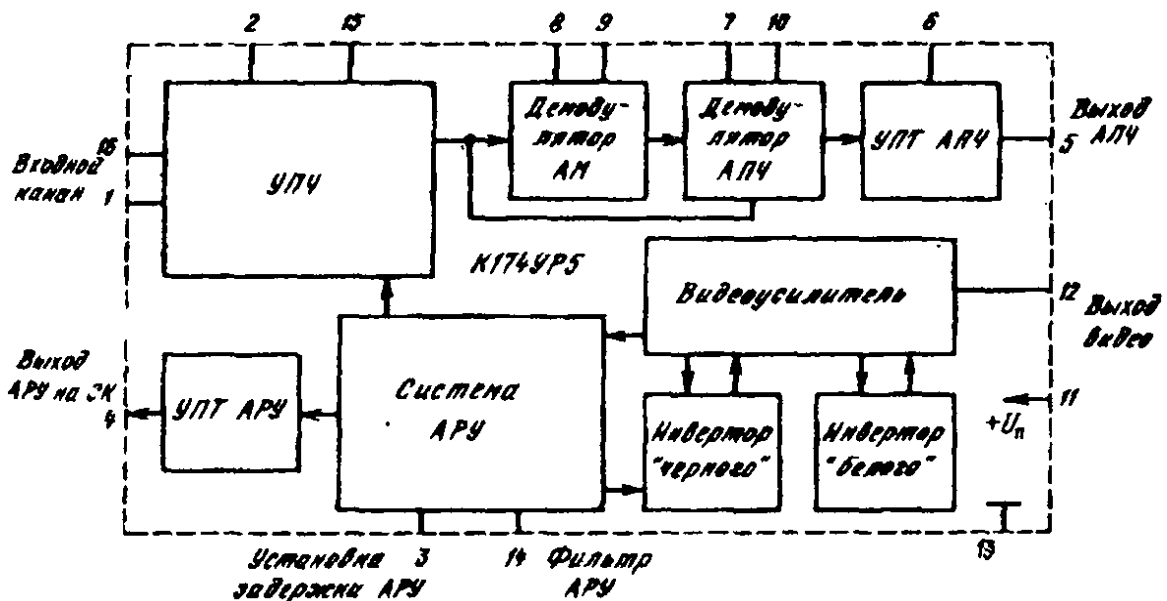 2
15
8
9
7
10
6
16
Входной
канал
1
УПЧ
Демоду-
лятор
АМ
Демоду-
лятор
АПЧ
УПТ АПЧ
Выход
АПЧ
5
К174УР5
Видеоусилитель
12
Выход
видео
Выход
АРУ на СК
4
УПТ АРУ
Система
АРУ
Инвертор
"черного"
Инвертор
"белого"
11
+Uп
13
Установка
задержки АРУ
3
14
Фильтр
АРУ